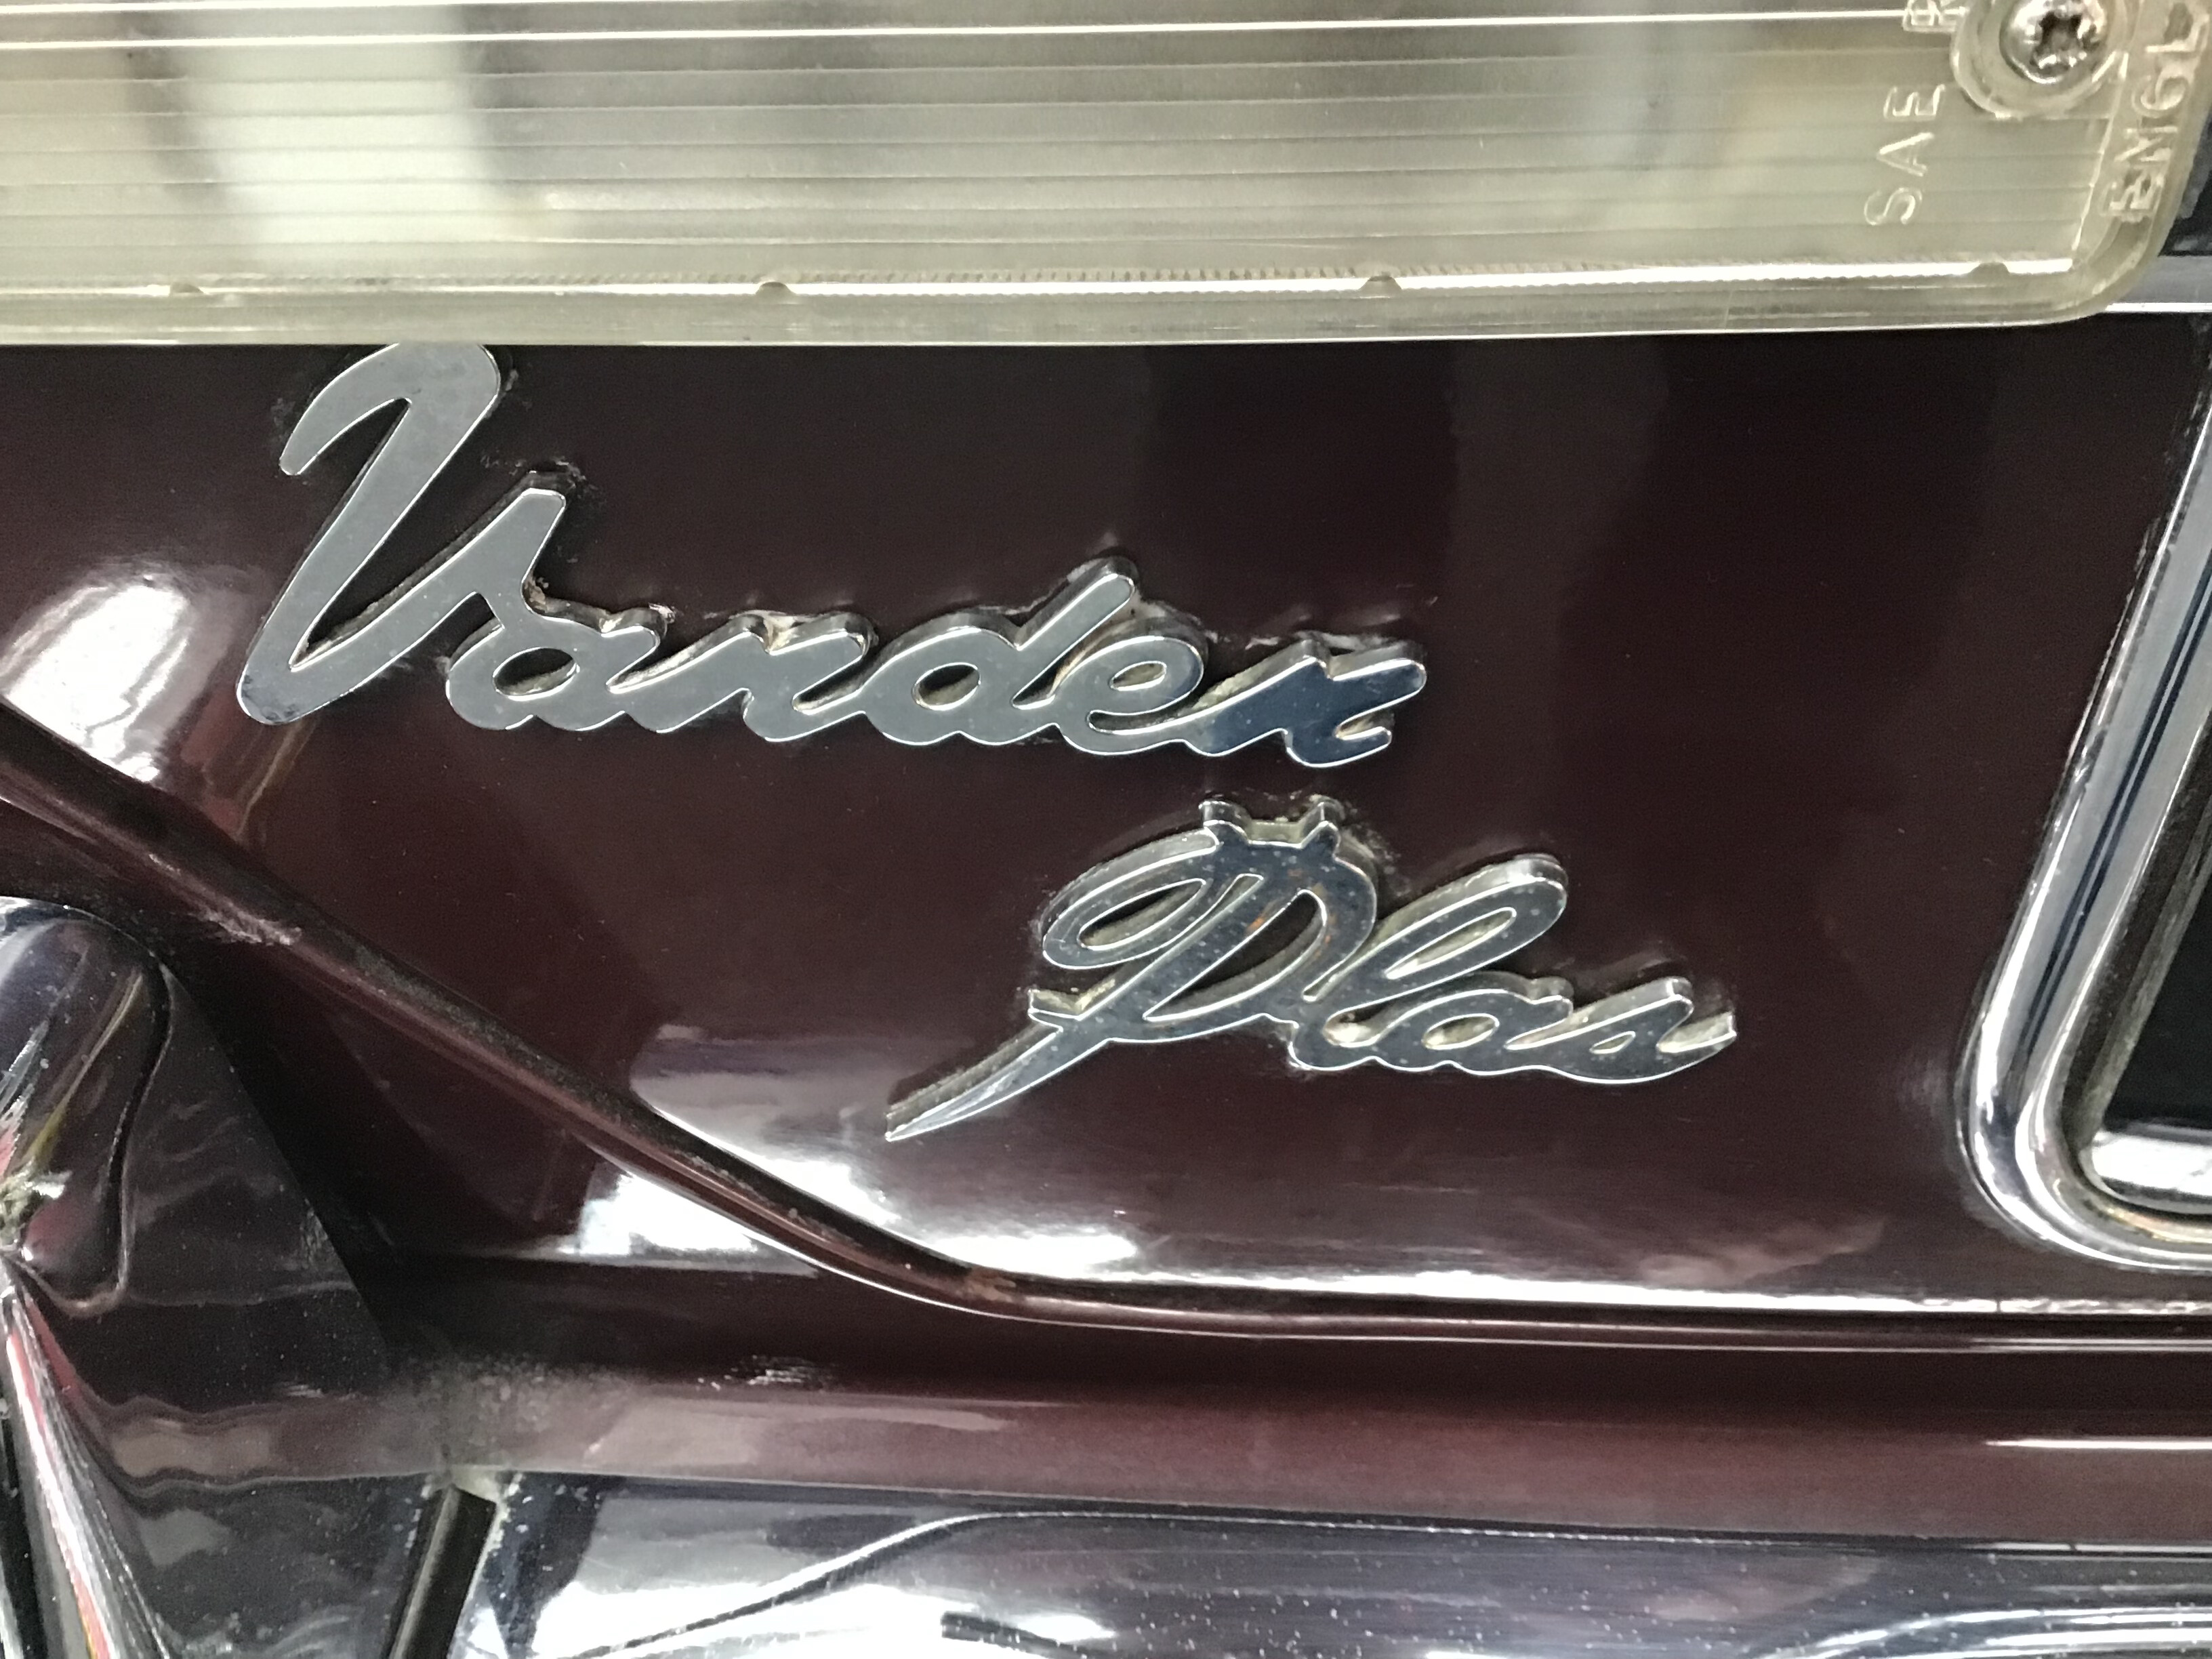 SAE R
ENGL
Vanden
Plas